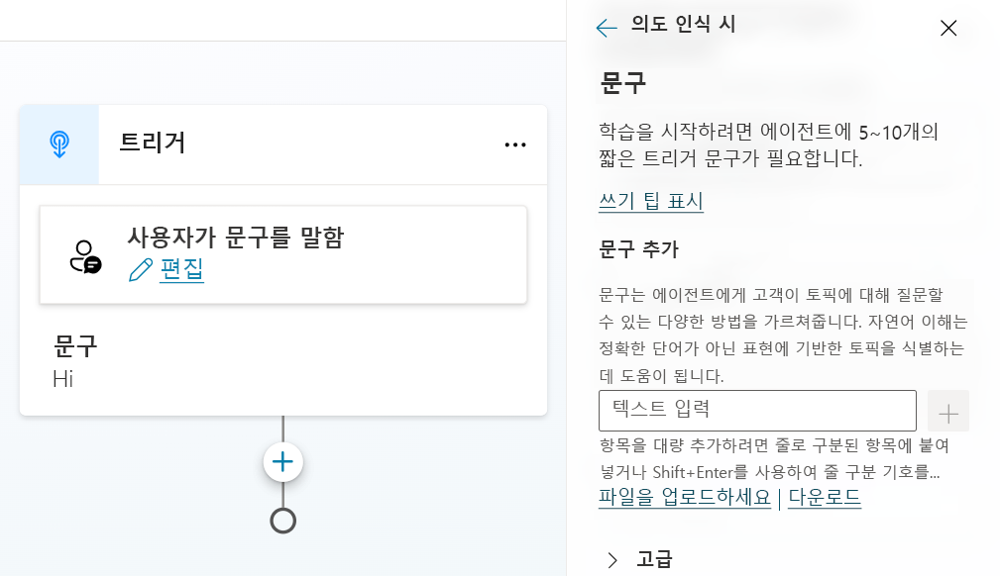 트리거
사용자가 문구를 말함
편집
문구
Hi
의도 인식 시
문구
학습을 시작하려면 에이전트에 5~10개의
짧은 트리거 문구가 필요합니다.
쓰기 팁 표시
문구 추가
문구는 에이전트에게 고객이 토픽에 대해 질문할
수 있는 다양한 방법을 가르쳐줍니다. 자연어 이해는
정확한 단어가 아닌 표현에 기반한 토픽을 식별하는
데 도움이 됩니다.
텍스트 입력
항목을 대량 추가하려면 줄로 구분된 항목에 붙여
넣거나 Shift+Enter를 사용하여 줄 구분 기호를...
파일을 업로드하세요 | 다운로드
고급